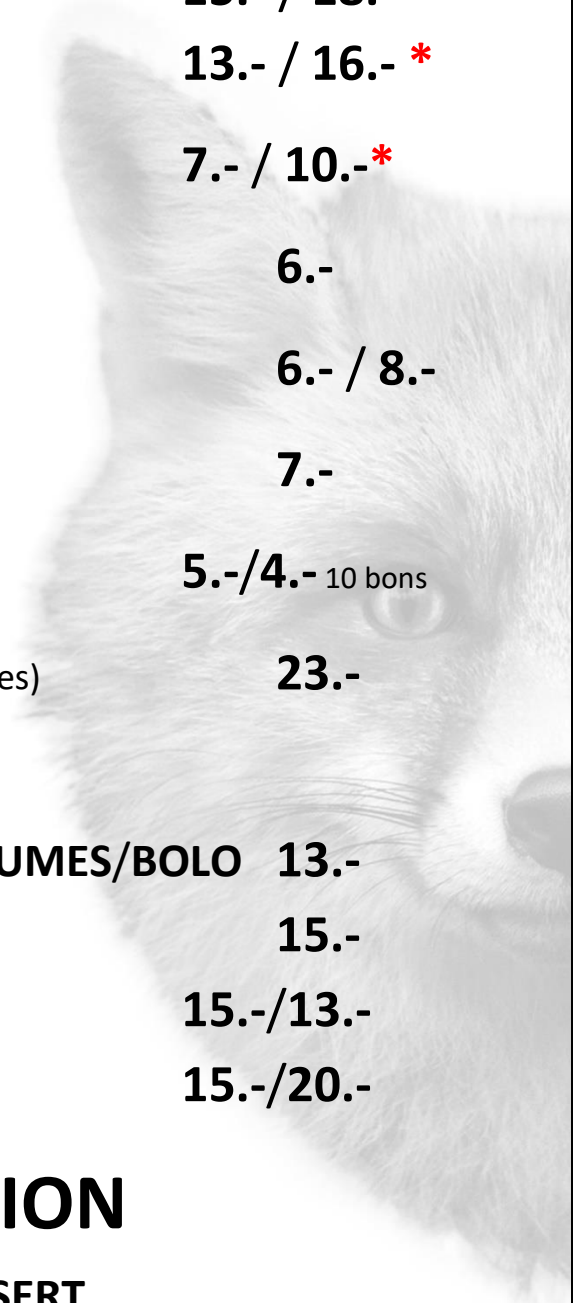 13.- / 16.- *
7.- / 10.-*
6.-
6.- / 8.-
7.-
5.-/4.- 10 bons
es) 23.-
UMES/BOLO 13.-
15.-
15.-/13.-
15.-/20.-
ION
SERT